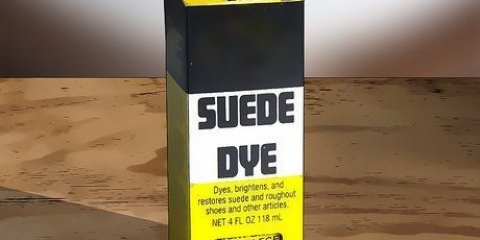 SUEDE
DYE
Dyes, brightens, and
restores suede and roughout
shoes and other articles.
NET 4 FL OZ 118 mL